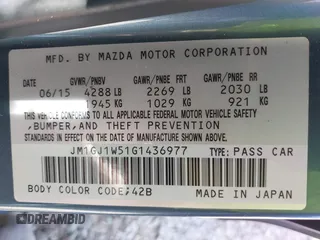 MFD. BY MAZDA MOTOR CORPORATION
GVWR/PNBV GAWR/PNBE FRT GAWR/PNBE RR
06/15 4288 LB 2269 LB 2030 LB
1945 KG 1029 KG 921 KG
THIS VEHICLE CONFORMS TO ALL APPLICABLE FEDERAL MOTOR VEHICLE SAFETY
,BUMPER,AND THEFT PREVENTION
STANDARDS IN EFFECT ON THE DATE OF MANUFACTURE SHOWN ABOVE.
JM1GJ1W51G1436977 TYPE: PASS CAR
BODY COLOR CODE;42B
MADE IN JAPAN
DREAMBID